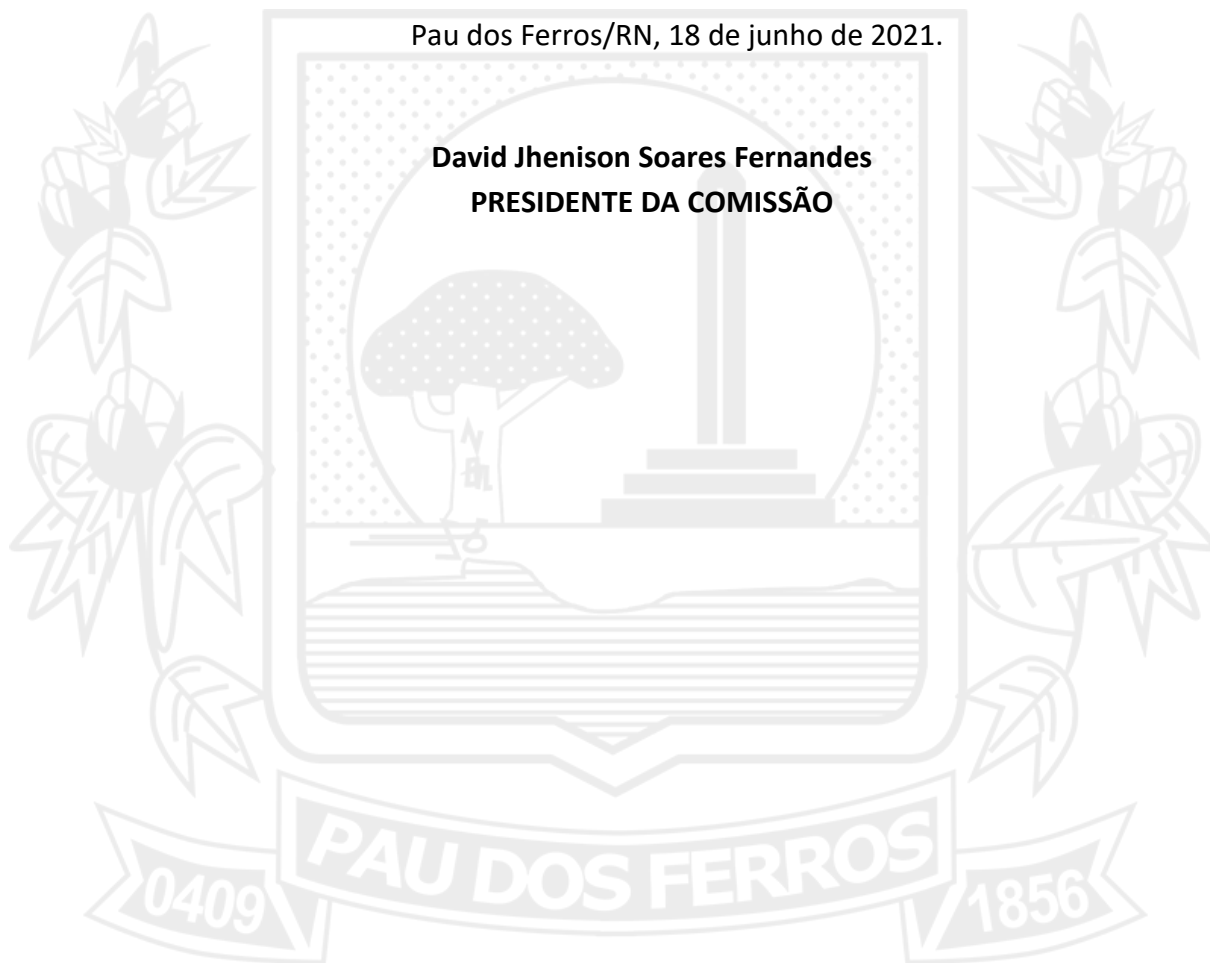 Pau dos Ferros/RN, 18 de junho de 2021.
David Jhenison Soares Fernandes
PRESIDENTE DA COMISSÃO
PAU DOS FERROS
0409
1856